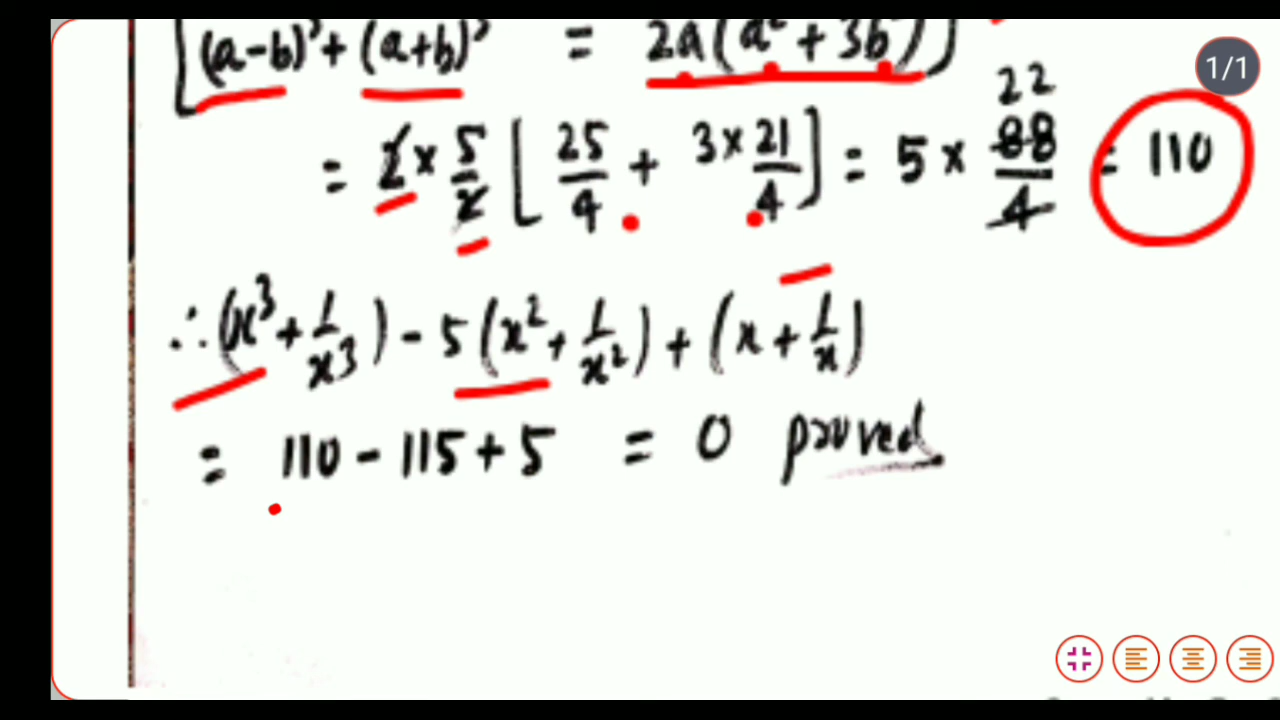 [(a-b)³ + (a+b)³ = 2a(a² + 3b²)]
1/1
= 2 × 5/2 [25/4 + 3 × 21/4] = 5 × 88/4 22 = 110
∴ (x³ + 1/x³) - 5(x² + 1/x²) + (x + 1/x)
= 110 - 115 + 5 = 0 proved